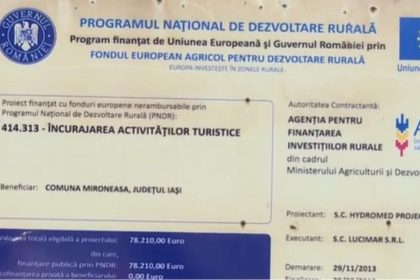 GUVERNUL ROMÂNIEI
PROGRAMUL NAȚIONAL DE DEZVOLTARE RURALĂ
Program finanțat de Uniunea Europeană și Guvernul României prin
FONDUL EUROPEAN AGRICOL PENTRU DEZVOLTARE RURALĂ
EUROPA INVESTEȘTE ÎN ZONELE RURALE.
Uniun
Proiect finanțat cu fonduri europene nerambursabile prin
Programul Național de Dezvoltare Rurală (PNDR):
414.313 - ÎNCURAJAREA ACTIVITĂȚILOR TURISTICE
Beneficiar: COMUNA MIRONEASA, JUDEȚUL IAȘI
Autoritatea Contractantă:
AGENȚIA PENTRU
FINANȚAREA
INVESTIȚIILOR RURALE
din cadrul
Ministerului Agriculturii și Dezvo
Valoarea totală eligibilă a proiectului: 78.210,00 Euro
din care,
finanțare publică prin PNDR: 78.210,00 Euro
cofinanțare privată a beneficiarului: 0,00 Euro
Proiectant: S.C. HYDROMED PROJE
Executant: S.C. LUCIMAR S.R.L.
Demarare: 29/11/2013